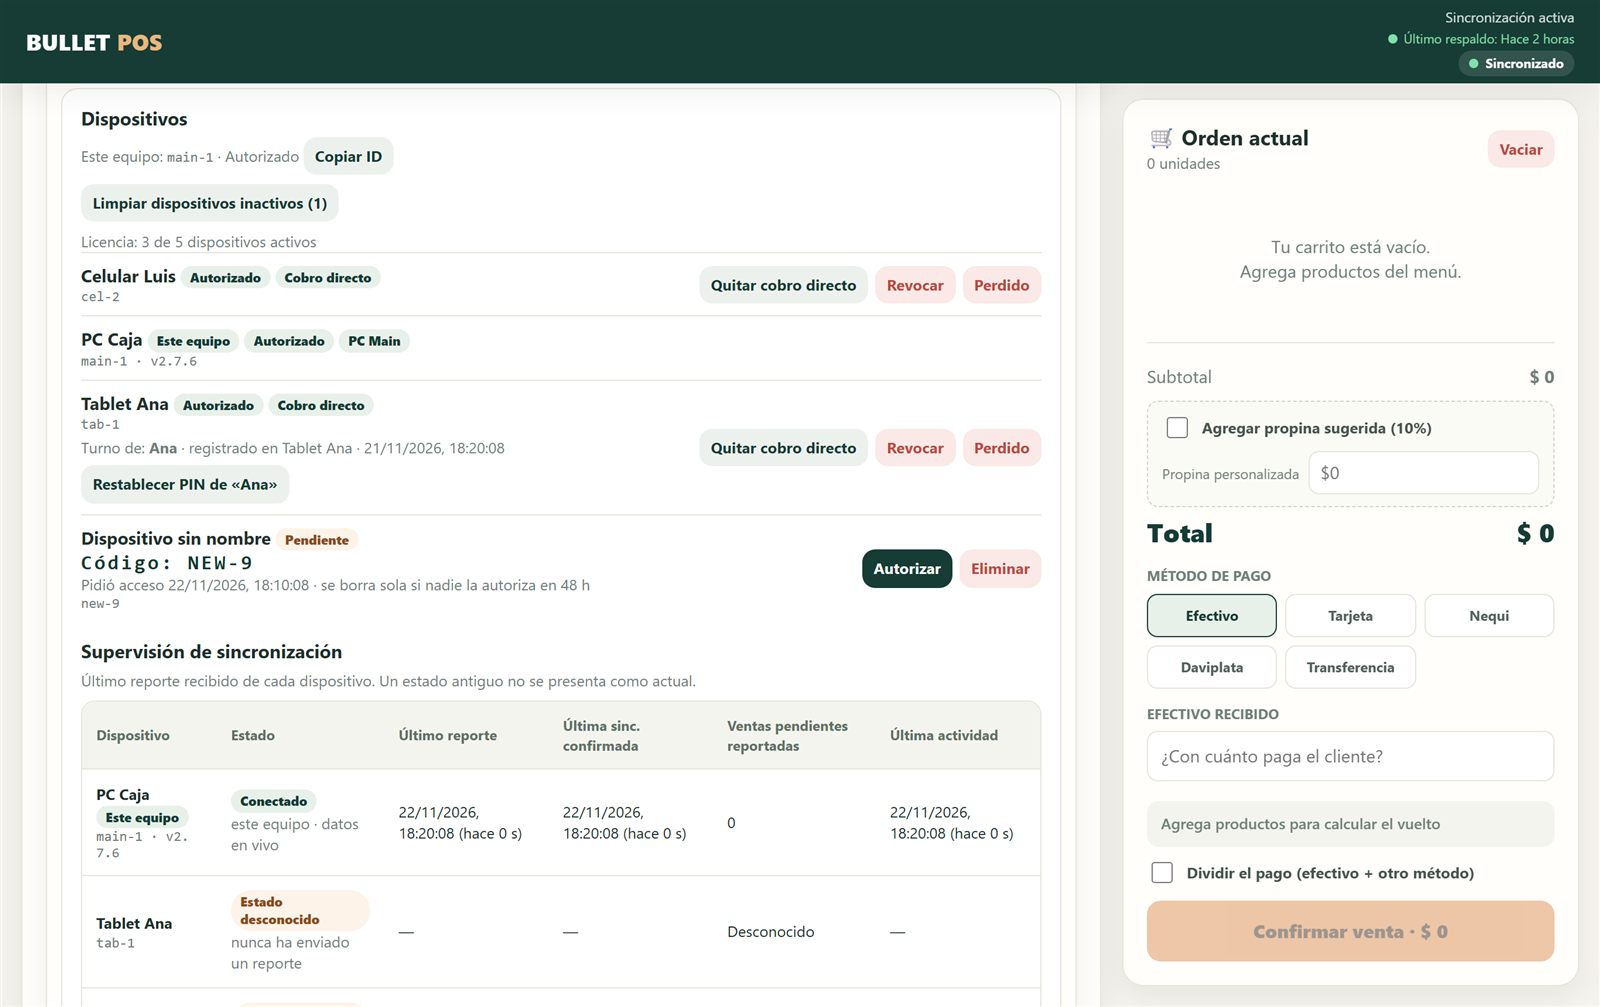 BULLET POS
Sincronización activa
Último respaldo: Hace 2 horas
Sincronizado
Dispositivos
Este equipo: main-1 · Autorizado Copiar ID
Limpiar dispositivos inactivos (1)
Licencia: 3 de 5 dispositivos activos
Celular Luis Autorizado Cobro directo
cel-2
Quitar cobro directo Revocar Perdido
PC Caja Este equipo Autorizado PC Main
main-1 · v2.7.6
Tablet Ana Autorizado Cobro directo
tab-1
Turno de: Ana · registrado en Tablet Ana · 21/11/2026, 18:20:08
Quitar cobro directo Revocar Perdido
Restablecer PIN de «Ana»
Dispositivo sin nombre Pendiente
Código: NEW-9
Pidió acceso 22/11/2026, 18:10:08 · se borra sola si nadie la autoriza en 48 h
new-9
Autorizar Eliminar
Supervisión de sincronización
Último reporte recibido de cada dispositivo. Un estado antiguo no se presenta como actual.
Dispositivo
Estado
Último reporte
Última sinc.
confirmada
Ventas pendientes
reportadas
Última actividad
PC Caja
Este equipo
main-1 · v2.
7.6
Conectado
este equipo · datos
en vivo
22/11/2026,
18:20:08 (hace 0 s)
22/11/2026,
18:20:08 (hace 0 s)
0
22/11/2026,
18:20:08 (hace 0 s)
Tablet Ana
tab-1
Estado
desconocido
nunca ha enviado
un reporte
—
—
Desconocido
—
Orden actual
0 unidades
Vaciar
Tu carrito está vacío.
Agrega productos del menú.
Subtotal $ 0
Agregar propina sugerida (10%)
Propina personalizada $0
Total $ 0
MÉTODO DE PAGO
Efectivo Tarjeta Nequi
Daviplata Transferencia
EFECTIVO RECIBIDO
¿Con cuánto paga el cliente?
Agrega productos para calcular el vuelto
Dividir el pago (efectivo + otro método)
Confirmar venta · $ 0